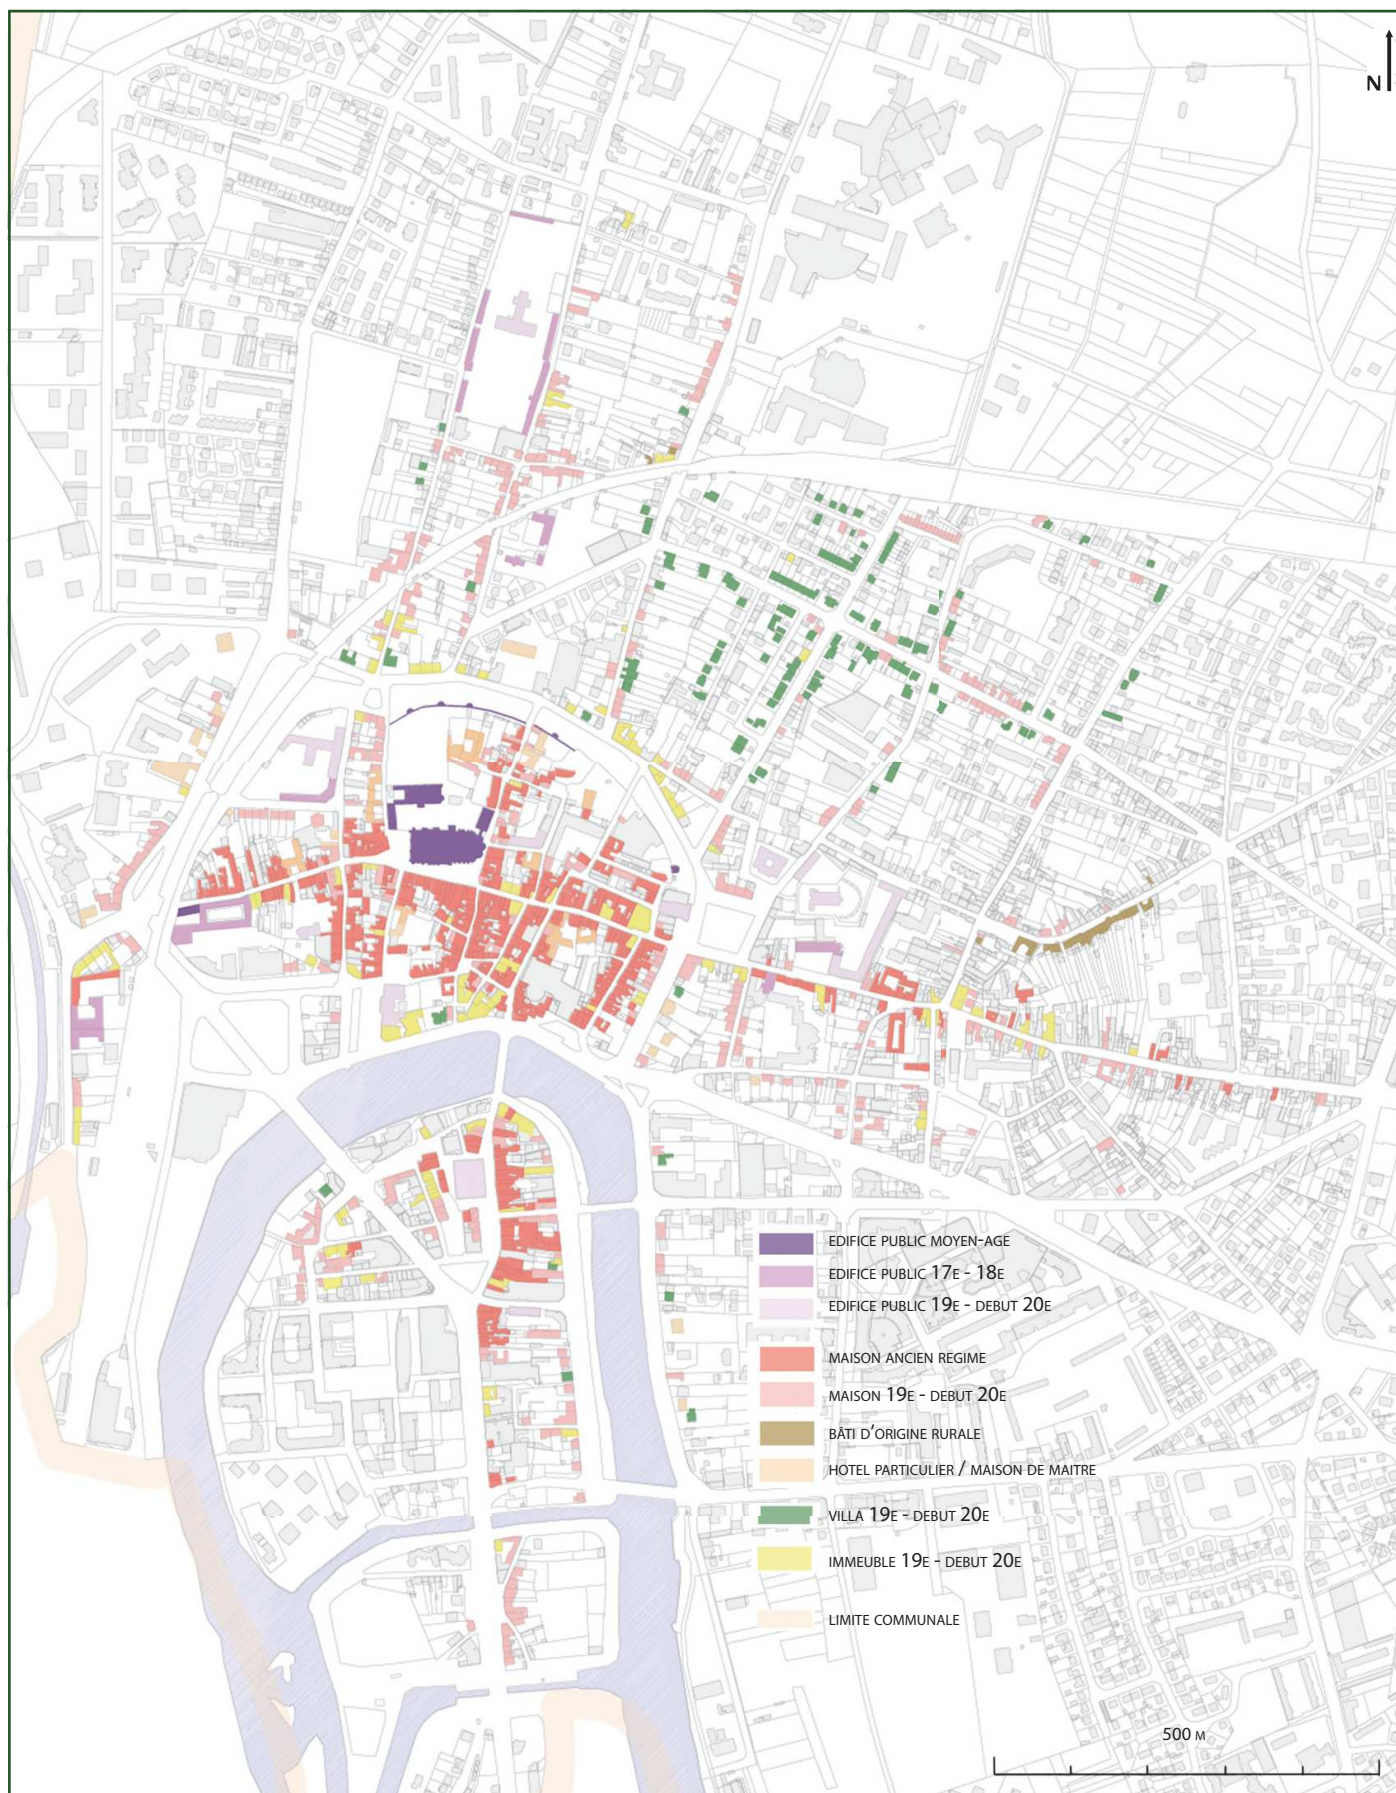 N
EDIFICE PUBLIC MOYEN-AGE
EDIFICE PUBLIC 17E - 18E
EDIFICE PUBLIC 19E - DEBUT 20E
MAISON ANCIEN REGIME
MAISON 19E - DEBUT 20E
BÂTI D'ORIGINE RURALE
HOTEL PARTICULIER / MAISON DE MAITRE
VILLA 19E - DEBUT 20E
IMMEUBLE 19E - DEBUT 20E
LIMITE COMMUNALE
500 M